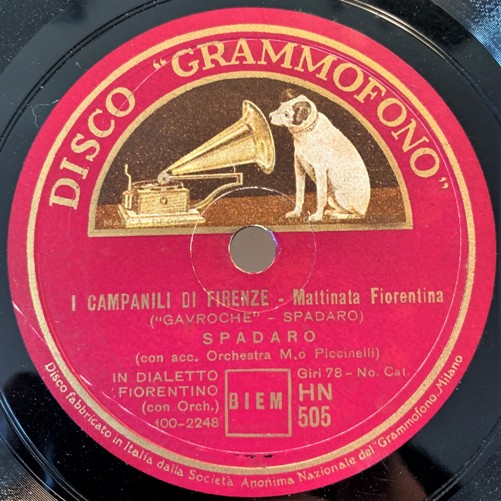 DISCO "GRAMMOFONO"
I CAMPANILI DI FIRENZE - Mattinata Fiorentina
("GAVROCHE" - SPADARO)
SPADARO
(con acc. Orchestra M.o Piccinelli)
IN DIALETTO
FIORENTINO
(con Orch.)
100-2248
BIEM
Giri 78 - No. Cat.
HN
505
Disco fabbricato in Italia dalla Società Anonima Nazionale del "Grammofono" Milano